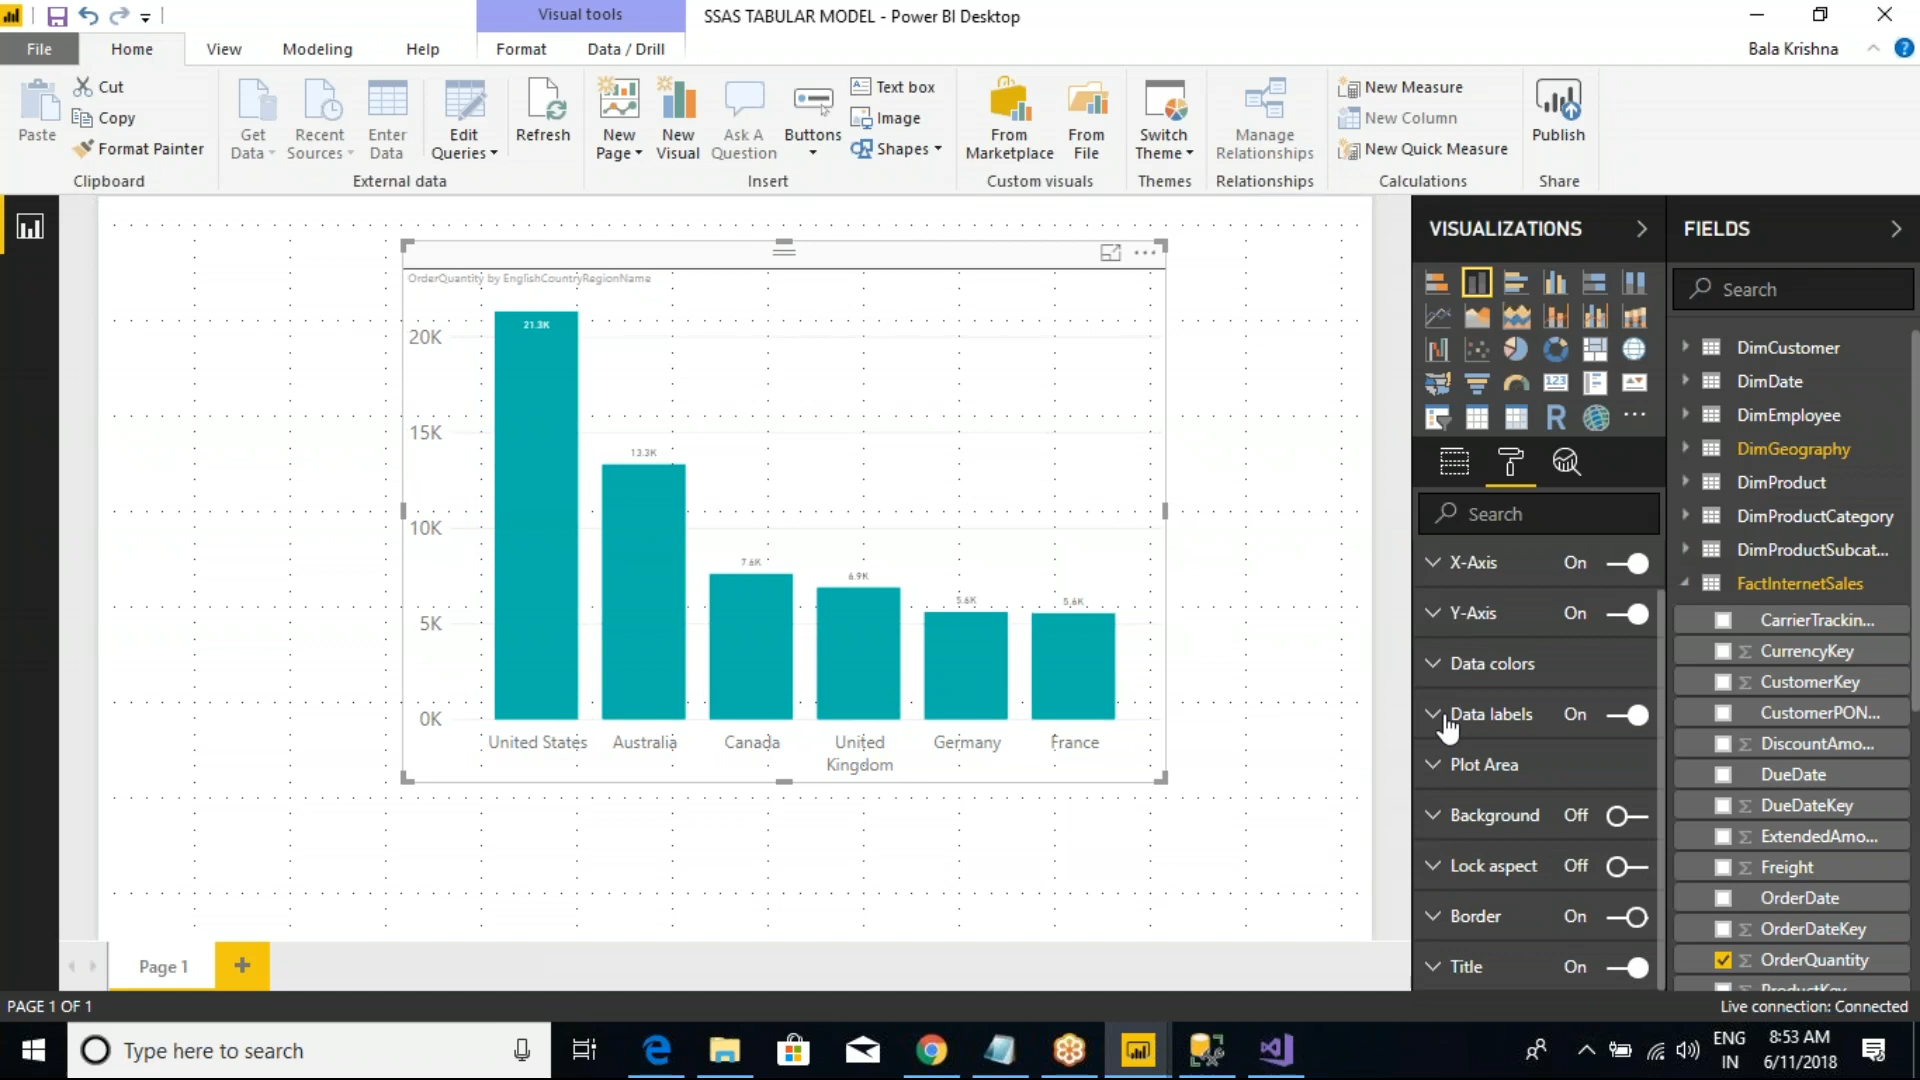 Visual tools
SSAS TABULAR MODEL - Power BI Desktop
File
Home
View
Modeling
Help
Format
Data / Drill
Bala Krishna
Paste
Cut
Copy
Format Painter
Clipboard
Get Data
Recent Sources
Enter Data
External data
Edit Queries
Refresh
New Page
New Visual
Ask A Question
Buttons
Text box
Image
Shapes
Insert
From Marketplace
From File
Custom visuals
Switch Theme
Themes
Manage Relationships
Relationships
New Measure
New Column
New Quick Measure
Calculations
Publish
Share
OrderQuantity by EnglishCountryRegionName
20K
15K
10K
5K
0K
21.3K
13.3K
7.6K
6.9K
5.6K
5.6K
United States
Australia
Canada
United
Kingdom
Germany
France
VISUALIZATIONS
123
R
Search
X-Axis On
Y-Axis On
Data colors
Data labels On
Plot Area
Background Off
Lock aspect Off
Border On
Title On
FIELDS
Search
DimCustomer
DimDate
DimEmployee
DimGeography
DimProduct
DimProductCategory
DimProductSubcat...
FactInternetSales
CarrierTrackin...
Σ CurrencyKey
Σ CustomerKey
CustomerPON...
Σ DiscountAmo...
DueDate
Σ DueDateKey
Σ ExtendedAmo...
Σ Freight
OrderDate
Σ OrderDateKey
Σ OrderQuantity
ProductKey
Page 1
+
PAGE 1 OF 1
Live connection: Connected
Type here to search
ENG
IN
8:53 AM
6/11/2018